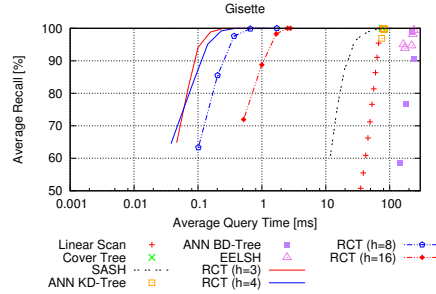 Gisette
Average Recall [%]
100
90
80
70
60
50
0.001 0.01 0.1 1 10 100
Average Query Time [ms]
Linear Scan
Cover Tree
SASH
ANN KD-Tree
ANN BD-Tree
EELSH
RCT (h=3)
RCT (h=4)
RCT (h=8)
RCT (h=16)